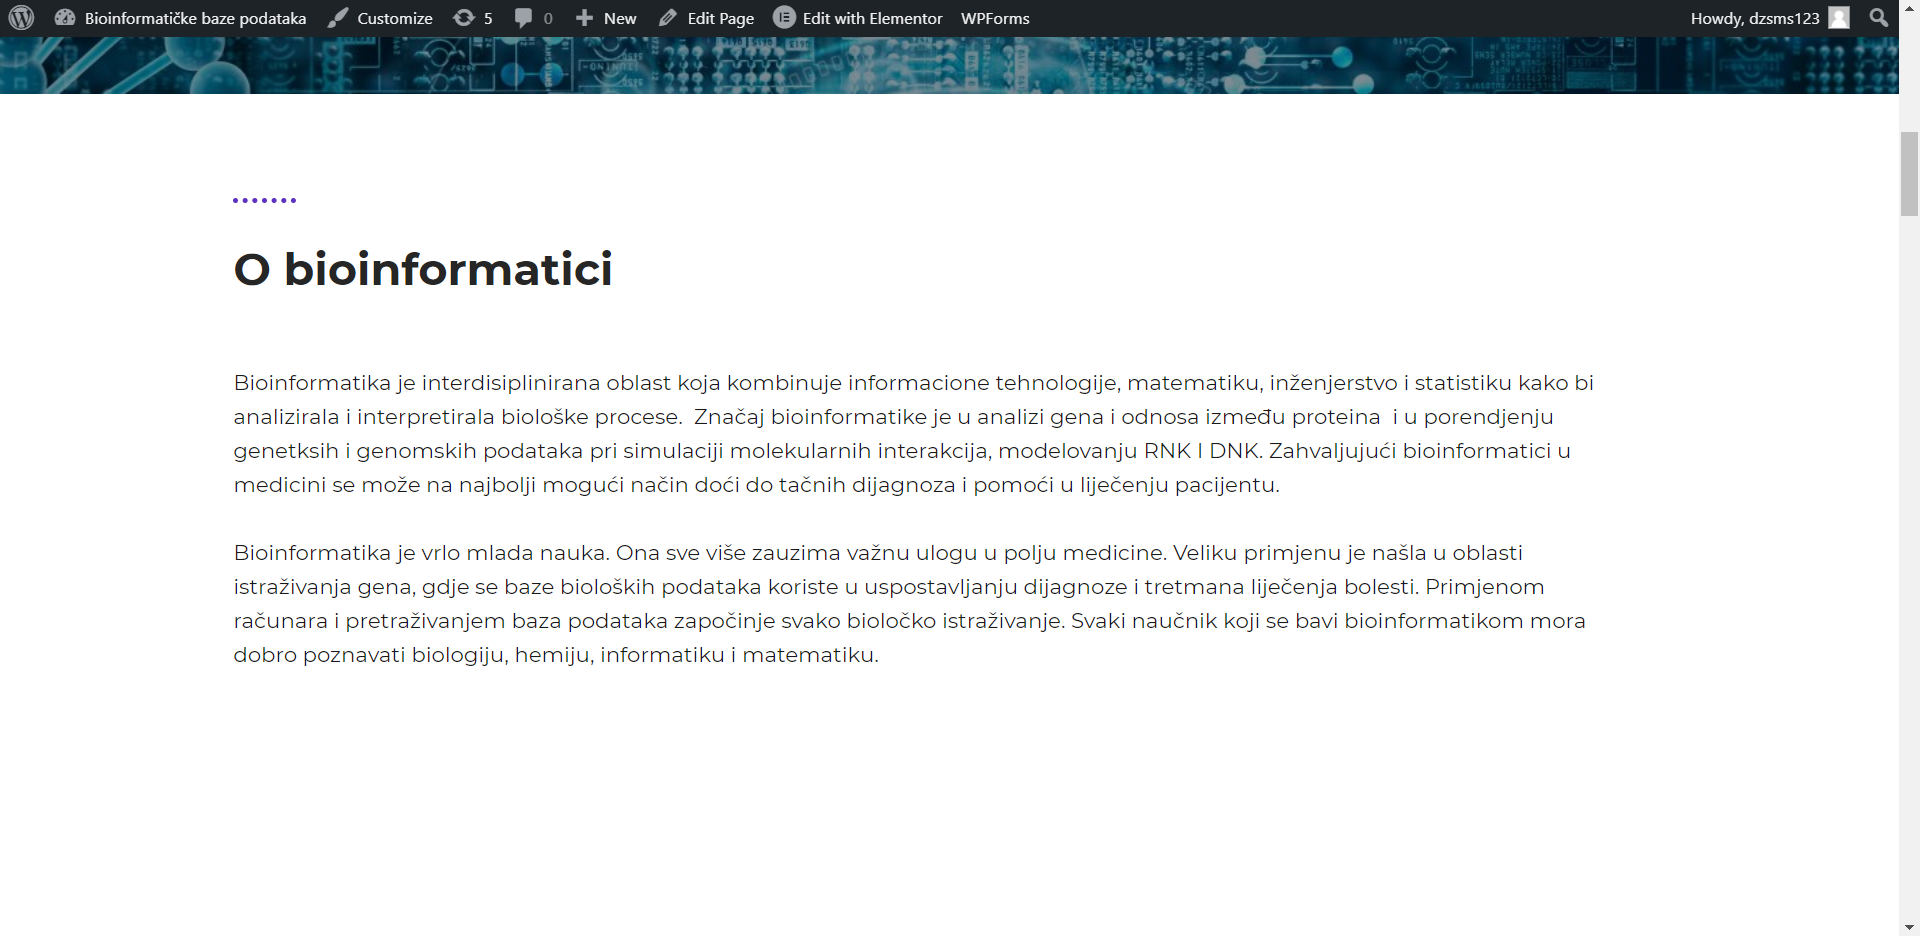 Bioinformatičke baze podataka Customize 5 0 New Edit Page Edit with Elementor WPForms Howdy, dzsms123
O bioinformatici
Bioinformatika je interdisiplinirana oblast koja kombinuje informacione tehnologije, matematiku, inženjerstvo i statistiku kako bi
analizirala i interpretirala biološke procese.  Značaj bioinformatike je u analizi gena i odnosa između proteina  i u porendjenju
genetksih i genomskih podataka pri simulaciji molekularnih interakcija, modelovanju RNK I DNK. Zahvaljujući bioinformatici u
medicini se može na najbolji mogući način doći do tačnih dijagnoza i pomoći u liječenju pacijentu.
Bioinformatika je vrlo mlada nauka. Ona sve više zauzima važnu ulogu u polju medicine. Veliku primjenu je našla u oblasti
istraživanja gena, gdje se baze bioloških podataka koriste u uspostavljanju dijagnoze i tretmana liječenja bolesti. Primjenom
računara i pretraživanjem baza podataka započinje svako bioločko istraživanje. Svaki naučnik koji se bavi bioinformatikom mora
dobro poznavati biologiju, hemiju, informatiku i matematiku.